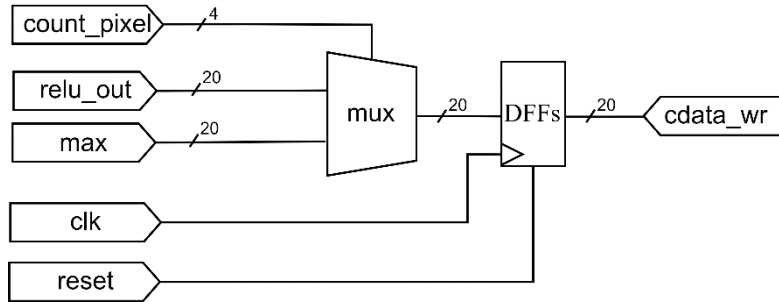 count_pixel
4
relu_out
20
max
20
mux
20
DFFs
20
cdata_wr
clk
reset